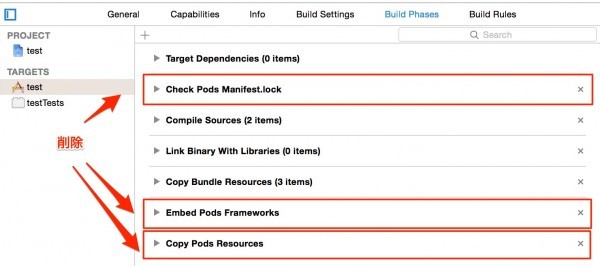 General Capabilities Info Build Settings Build Phases Build Rules
PROJECT
test
TARGETS
test
testTests
削除
+ Search
Target Dependencies (0 items)
Check Pods Manifest.lock ×
Compile Sources (2 items) ×
Link Binary With Libraries (0 items) ×
Copy Bundle Resources (3 items) ×
Embed Pods Frameworks ×
Copy Pods Resources ×